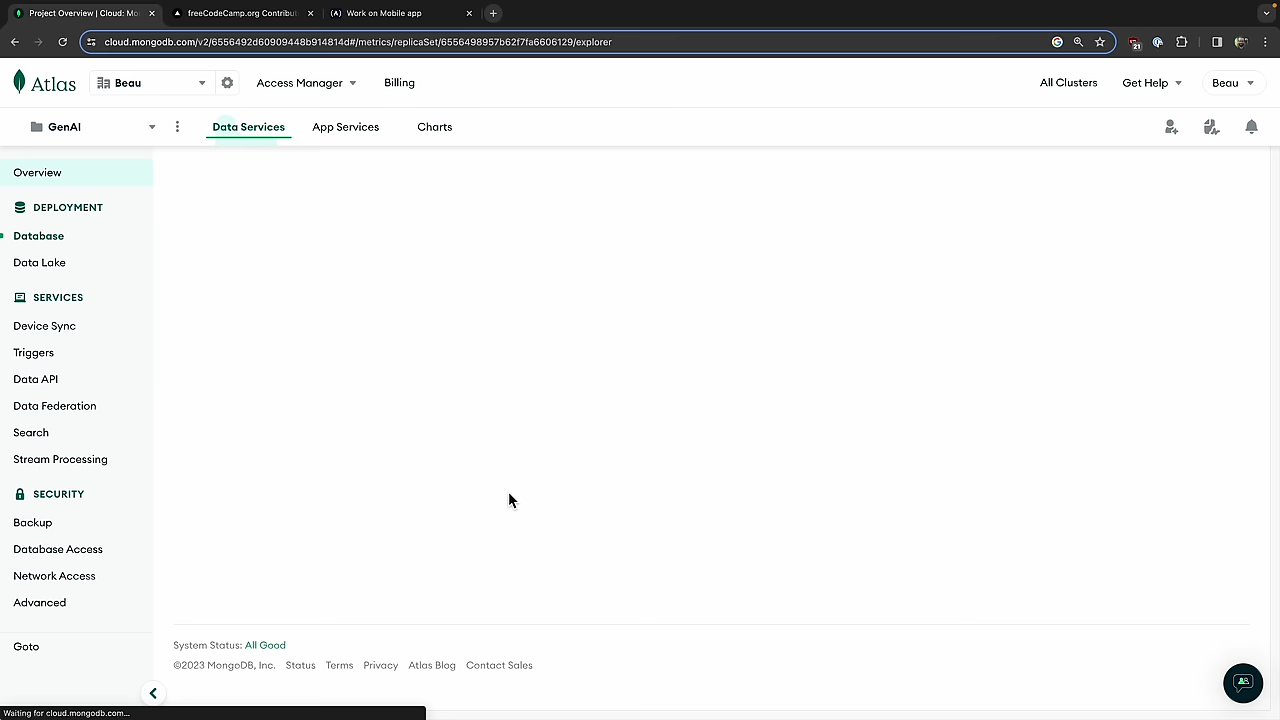 Project Overview | Cloud: Mo
freeCodeCamp.org Contribut
Work on Mobile app
cloud.mongodb.com/v2/6556492d60909448b914814d#/metrics/replicaSet/6556498957b62f7fa6606129/explorer
21
Atlas
Beau
Access Manager
Billing
All Clusters
Get Help
Beau
GenAI
Data Services
App Services
Charts
Overview
DEPLOYMENT
Database
Data Lake
SERVICES
Device Sync
Triggers
Data API
Data Federation
Search
Stream Processing
SECURITY
Backup
Database Access
Network Access
Advanced
Goto
System Status: All Good
©2023 MongoDB, Inc. Status Terms Privacy Atlas Blog Contact Sales
Waiting for cloud.mongodb.com...